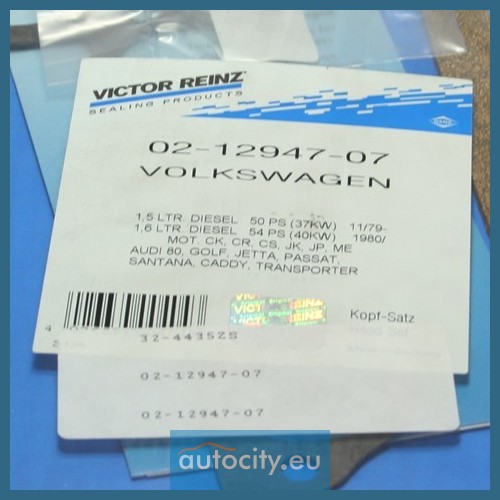 VICTOR REINZ
SEALING PRODUCTS
02-12947-07
VOLKSWAGEN
1,5 LTR. DIESEL 50 PS (37KW) 11/79-
1,6 LTR. DIESEL 54 PS (40KW) 1980/
MOT. CK, CR, CS, JK, JP, ME
AUDI 80, GOLF, JETTA, PASSAT,
SANTANA, CADDY, TRANSPORTER
Kopf-Satz
32-4435ZS
02-12947-07
02-12947-07
autocity.eu